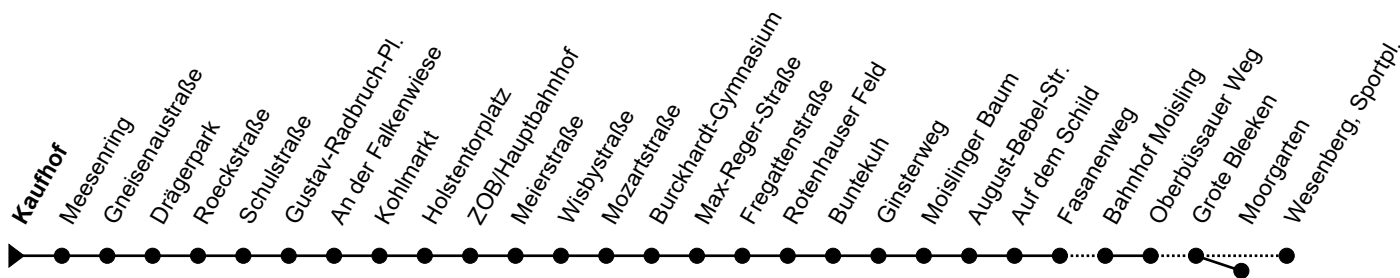 Kaufhof
Meesenring
Gneisenaustraße
Drägerpark
Roeckstraße
Schulstraße
Gustav-Radbruch-Pl.
An der Falkenwiese
Kohlmarkt
Holstentorplatz
ZOB/Hauptbahnhof
Meierstraße
Wisbystraße
Mozartstraße
Burckhardt-Gymnasium
Max-Reger-Straße
Fregattenstraße
Rotenhauser Feld
Buntekuh
Ginsterweg
Moislinger Baum
August-Bebel-Str.
Auf dem Schild
Fasanenweg
Bahnhof Moisling
Oberbüssauer Weg
Grote Bleeken
Moorgarten
Wesenberg, Sportpl.